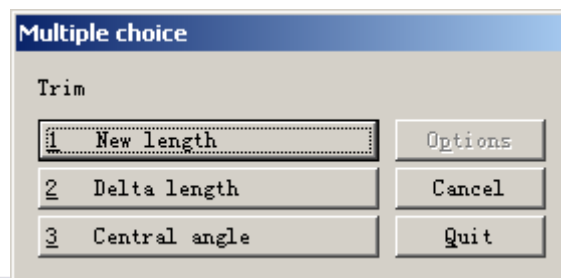 Multiple choice
Trim
1 New length
Options
2 Delta length
Cancel
3 Central angle
Quit